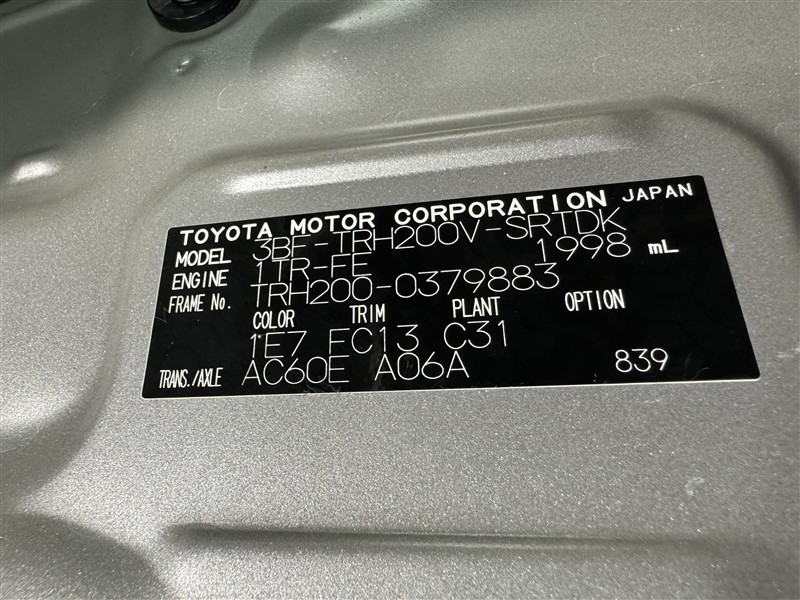 TOYOTA MOTOR CORPORATION JAPAN
MODEL 3BF-TRH200V-SRTDK
ENGINE 1TR-FE 1998 mL
FRAME No. TRH200-0379883
COLOR TRIM PLANT OPTION
1E7 FC13 C31
TRANS./AXLE AC60E A06A 839